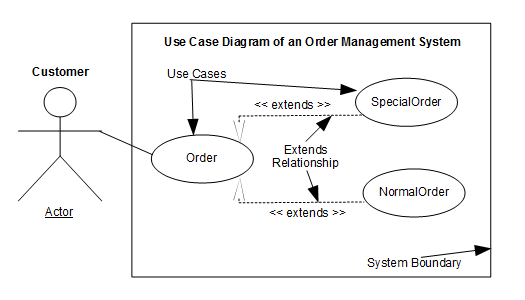 Use Case Diagram of an Order Management System
Customer
Use Cases
<< extends >>
SpecialOrder
Order
Extends
Relationship
NormalOrder
<< extends >>
Actor
System Boundary